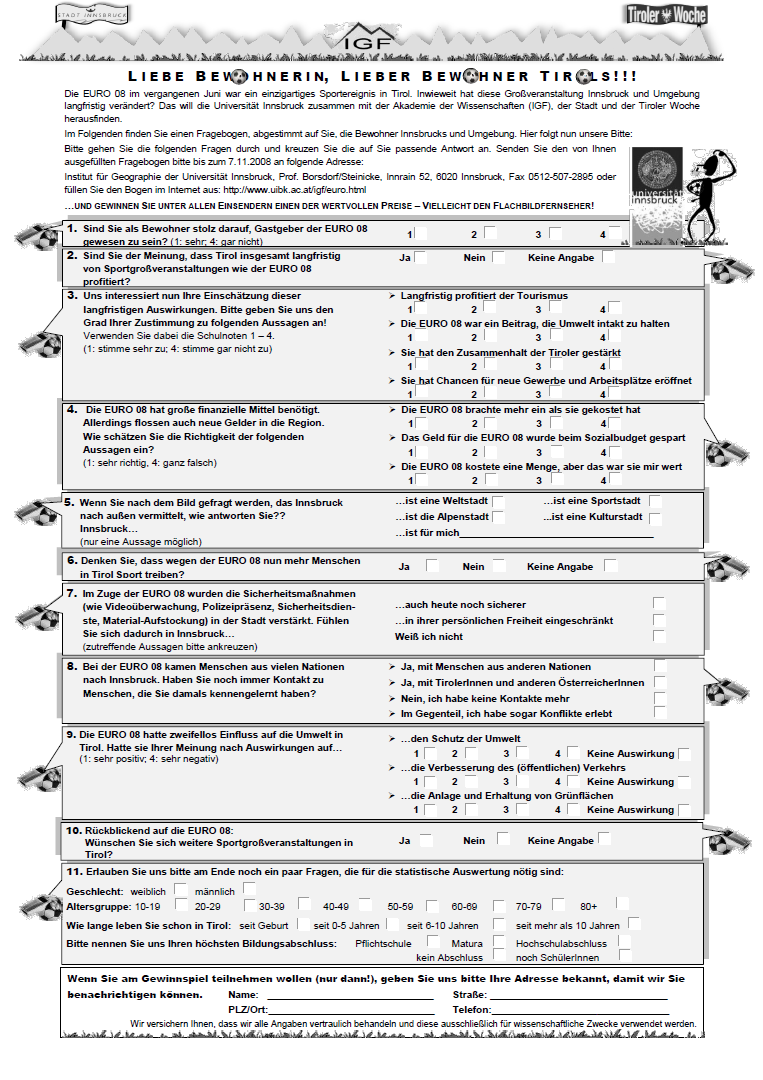 STADT INNSBRUCK
Tiroler Woche
IGF
LIEBE BEWOHNERIN, LIEBER BEWOHNER TIROLS!!!
Die EURO 08 im vergangenen Juni war ein einzigartiges Sportereignis in Tirol. Inwieweit hat diese Großveranstaltung Innsbruck und Umgebung
langfristig verändert? Das will die Universität Innsbruck zusammen mit der Akademie der Wissenschaften (IGF), der Stadt und der Tiroler Woche
herausfinden.
Im Folgenden finden Sie einen Fragebogen, abgestimmt auf Sie, die Bewohner Innsbrucks und Umgebung. Hier folgt nun unsere Bitte:
Bitte gehen Sie die folgenden Fragen durch und kreuzen Sie die auf Sie passende Antwort an. Senden Sie den von Ihnen
ausgefüllten Fragebogen bitte bis zum 7.11.2008 an folgende Adresse:
Institut für Geographie der Universität Innsbruck, Prof. Borsdorf/Steinicke, Innrain 52, 6020 Innsbruck, Fax 0512-507-2895 oder
füllen Sie den Bogen im Internet aus: http://www.uibk.ac.at/igf/euro.html
...UND GEWINNEN SIE UNTER ALLEN EINSENDERN EINEN DER WERTVOLLEN PREISE – VIELLEICHT DEN FLACHBILDFERNSEHER!
universität
innsbruck
1. Sind Sie als Bewohner stolz darauf, Gastgeber der EURO 08
gewesen zu sein? (1: sehr; 4: gar nicht)
1 2 3 4
2. Sind Sie der Meinung, dass Tirol insgesamt langfristig
von Sportgroßveranstaltungen wie der EURO 08
profitiert?
Ja Nein Keine Angabe
3. Uns interessiert nun Ihre Einschätzung dieser
langfristigen Auswirkungen. Bitte geben Sie uns den
Grad Ihrer Zustimmung zu folgenden Aussagen an!
Verwenden Sie dabei die Schulnoten 1 – 4.
(1: stimme sehr zu; 4: stimme gar nicht zu)
➢ Langfristig profitiert der Tourismus
1 2 3 4
➢ Die EURO 08 war ein Beitrag, die Umwelt intakt zu halten
1 2 3 4
➢ Sie hat den Zusammenhalt der Tiroler gestärkt
1 2 3 4
➢ Sie hat Chancen für neue Gewerbe und Arbeitsplätze eröffnet
1 2 3 4
4. Die EURO 08 hat große finanzielle Mittel benötigt.
Allerdings flossen auch neue Gelder in die Region.
Wie schätzen Sie die Richtigkeit der folgenden
Aussagen ein?
(1: sehr richtig, 4: ganz falsch)
➢ Die EURO 08 brachte mehr ein als sie gekostet hat
1 2 3 4
➢ Das Geld für die EURO 08 wurde beim Sozialbudget gespart
1 2 3 4
➢ Die EURO 08 kostete eine Menge, aber das war sie mir wert
1 2 3 4
5. Wenn Sie nach dem Bild gefragt werden, das Innsbruck
nach außen vermittelt, wie antworten Sie??
Innsbruck…
(nur eine Aussage möglich)
…ist eine Weltstadt …ist eine Sportstadt
…ist die Alpenstadt …ist eine Kulturstadt
…ist für mich
6. Denken Sie, dass wegen der EURO 08 nun mehr Menschen
in Tirol Sport treiben?
Ja Nein Keine Angabe
7. Im Zuge der EURO 08 wurden die Sicherheitsmaßnahmen
(wie Videoüberwachung, Polizeipräsenz, Sicherheitsdien-
ste, Material-Aufstockung) in der Stadt verstärkt. Fühlen
Sie sich dadurch in Innsbruck…
(zutreffende Aussagen bitte ankreuzen)
…auch heute noch sicherer
…in ihrer persönlichen Freiheit eingeschränkt
Weiß ich nicht
8. Bei der EURO 08 kamen Menschen aus vielen Nationen
nach Innsbruck. Haben Sie noch immer Kontakt zu
Menschen, die Sie damals kennengelernt haben?
➢ Ja, mit Menschen aus anderen Nationen
➢ Ja, mit TirolerInnen und anderen ÖsterreicherInnen
➢ Nein, ich habe keine Kontakte mehr
➢ Im Gegenteil, ich habe sogar Konflikte erlebt
9. Die EURO 08 hatte zweifellos Einfluss auf die Umwelt in
Tirol. Hatte sie Ihrer Meinung nach Auswirkungen auf…
(1: sehr positiv; 4: sehr negativ)
➢ …den Schutz der Umwelt
1 2 3 4 Keine Auswirkung
➢ …die Verbesserung des (öffentlichen) Verkehrs
1 2 3 4 Keine Auswirkung
➢ …die Anlage und Erhaltung von Grünflächen
1 2 3 4 Keine Auswirkung
10. Rückblickend auf die EURO 08:
Wünschen Sie sich weitere Sportgroßveranstaltungen in
Tirol?
Ja Nein Keine Angabe
11. Erlauben Sie uns bitte am Ende noch ein paar Fragen, die für die statistische Auswertung nötig sind:
Geschlecht: weiblich männlich
Altersgruppe: 10-19 20-29 30-39 40-49 50-59 60-69 70-79 80+
Wie lange leben Sie schon in Tirol: seit Geburt seit 0-5 Jahren seit 6-10 Jahren seit mehr als 10 Jahren
Bitte nennen Sie uns Ihren höchsten Bildungsabschluss: Pflichtschule Matura Hochschulabschluss
kein Abschluss noch SchülerInnen
Wenn Sie am Gewinnspiel teilnehmen wollen (nur dann!), geben Sie uns bitte Ihre Adresse bekannt, damit wir Sie
benachrichtigen können. Name: Straße:
PLZ/Ort: Telefon:
Wir versichern Ihnen, dass wir alle Angaben vertraulich behandeln und diese ausschließlich für wissenschaftliche Zwecke verwendet werden.